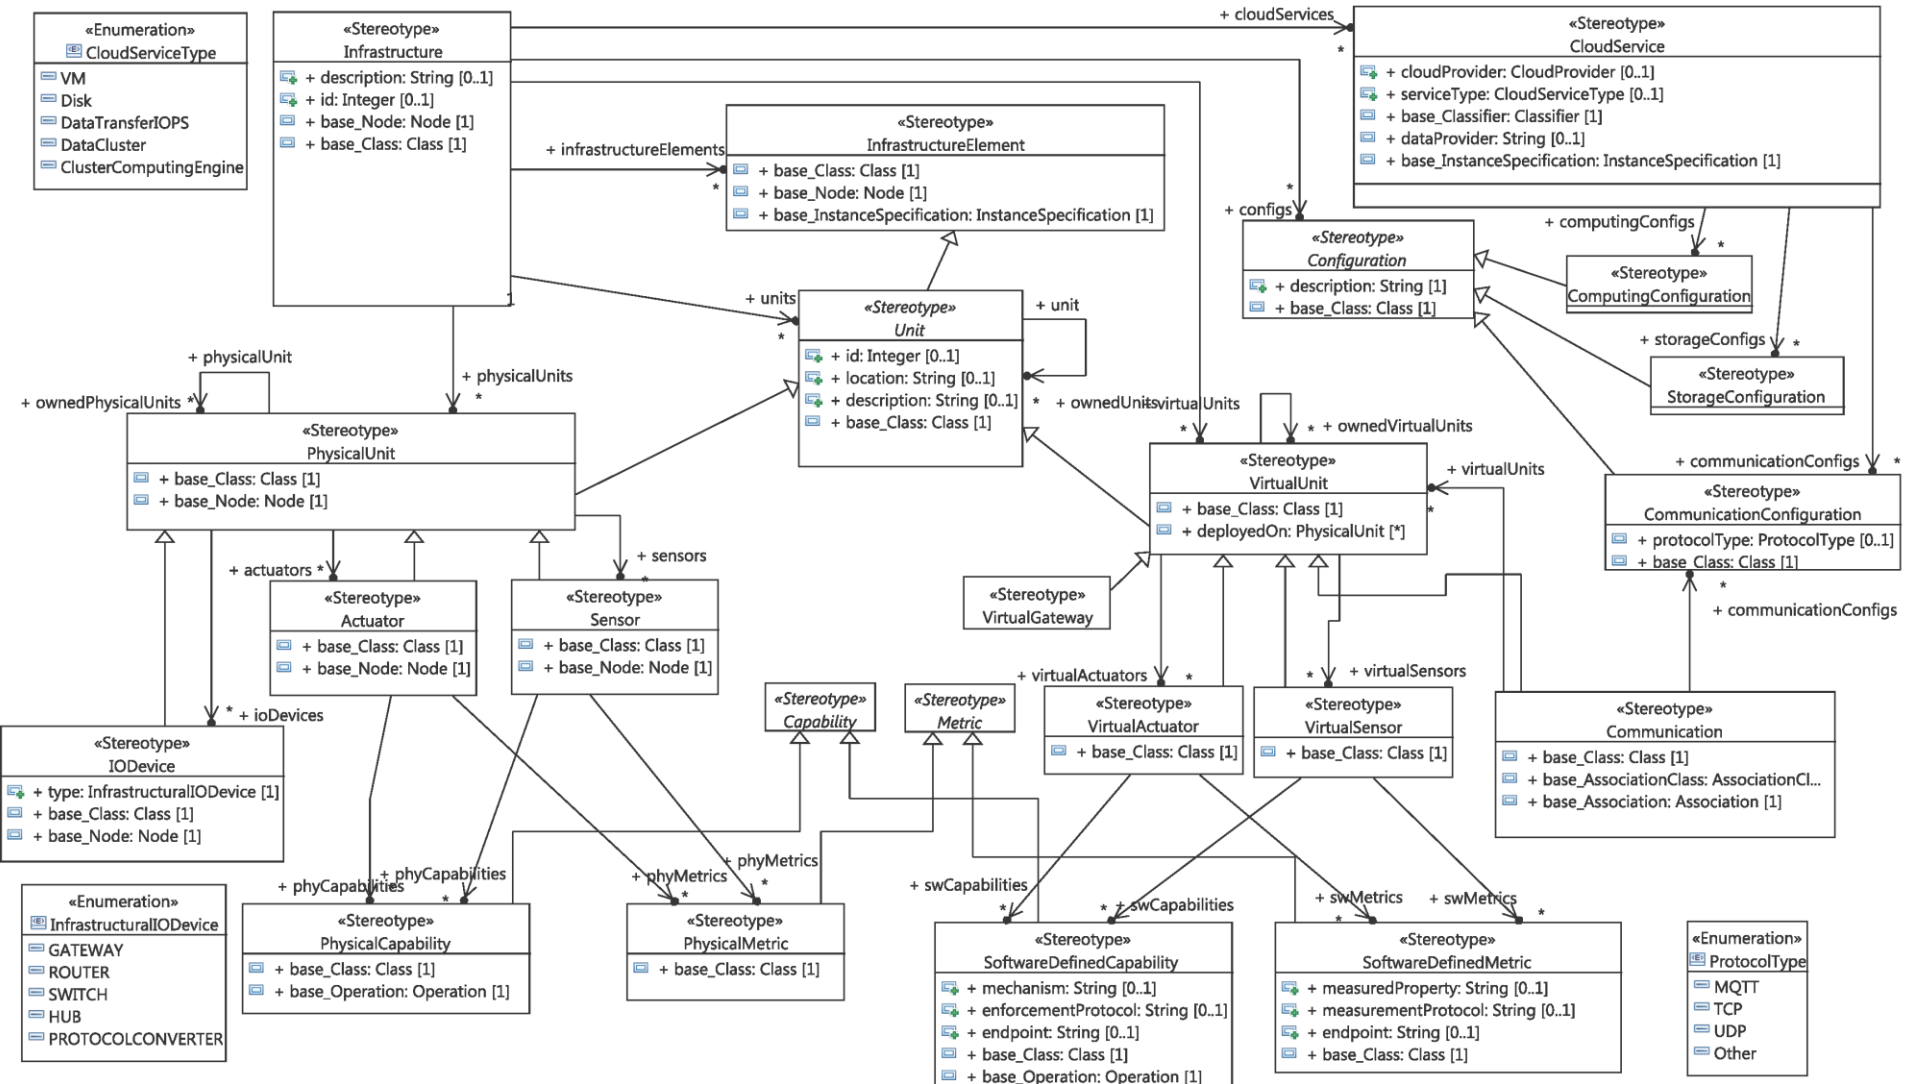 «Enumeration»
CloudServiceType
VM
Disk
DataTransferIOPS
DataCluster
ClusterComputingEngine
«Stereotype»
Infrastructure
+ description: String [0..1]
+ id: Integer [0..1]
+ base_Node: Node [1]
+ base_Class: Class [1]
1
+ cloudServices
*
«Stereotype»
CloudService
+ cloudProvider: CloudProvider [0..1]
+ serviceType: CloudServiceType [0..1]
+ base_Classifier: Classifier [1]
+ dataProvider: String [0..1]
+ base_InstanceSpecification: InstanceSpecification [1]
+ infrastructureElements
*
«Stereotype»
InfrastructureElement
+ base_Class: Class [1]
+ base_Node: Node [1]
+ base_InstanceSpecification: InstanceSpecification [1]
*
+ configs
«Stereotype»
Configuration
+ description: String [1]
+ base_Class: Class [1]
+ computingConfigs
*
«Stereotype»
ComputingConfiguration
+ storageConfigs
*
«Stereotype»
StorageConfiguration
+ units
*
«Stereotype»
Unit
+ id: Integer [0..1]
+ location: String [0..1]
+ description: String [0..1]
+ base_Class: Class [1]
+ unit
*
+ ownedUnits
+ virtualUnits
*
*
+ ownedVirtualUnits
+ physicalUnit
+ ownedPhysicalUnits *
+ physicalUnits
*
«Stereotype»
PhysicalUnit
+ base_Class: Class [1]
+ base_Node: Node [1]
«Stereotype»
VirtualUnit
+ base_Class: Class [1]
+ deployedOn: PhysicalUnit [*]
+ virtualUnits
*
+ communicationConfigs
*
«Stereotype»
CommunicationConfiguration
+ protocolType: ProtocolType [0..1]
+ base_Class: Class [1]
*
+ communicationConfigs
+ actuators *
+ sensors
*
«Stereotype»
Actuator
+ base_Class: Class [1]
+ base_Node: Node [1]
«Stereotype»
Sensor
+ base_Class: Class [1]
+ base_Node: Node [1]
«Stereotype»
VirtualGateway
+ virtualActuators
*
*
+ virtualSensors
* + ioDevices
«Stereotype»
IODevice
+ type: InfrastructuralIODevice [1]
+ base_Class: Class [1]
+ base_Node: Node [1]
«Stereotype»
Capability
«Stereotype»
Metric
«Stereotype»
VirtualActuator
+ base_Class: Class [1]
«Stereotype»
VirtualSensor
+ base_Class: Class [1]
«Stereotype»
Communication
+ base_Class: Class [1]
+ base_AssociationClass: AssociationCl...
+ base_Association: Association [1]
+ phyCapabilities
+ phyCapabilities
*
+ phyMetrics
*
+ phyMetrics
*
+ swCapabilities
*
* + swCapabilities
+ swMetrics
*
+ swMetrics
*
«Enumeration»
InfrastructuralIODevice
GATEWAY
ROUTER
SWITCH
HUB
PROTOCOLCONVERTER
«Stereotype»
PhysicalCapability
+ base_Class: Class [1]
+ base_Operation: Operation [1]
«Stereotype»
PhysicalMetric
+ base_Class: Class [1]
«Stereotype»
SoftwareDefinedCapability
+ mechanism: String [0..1]
+ enforcementProtocol: String [0..1]
+ endpoint: String [0..1]
+ base_Class: Class [1]
+ base_Operation: Operation [1]
«Stereotype»
SoftwareDefinedMetric
+ measuredProperty: String [0..1]
+ measurementProtocol: String [0..1]
+ endpoint: String [0..1]
+ base_Class: Class [1]
«Enumeration»
ProtocolType
MQTT
TCP
UDP
Other